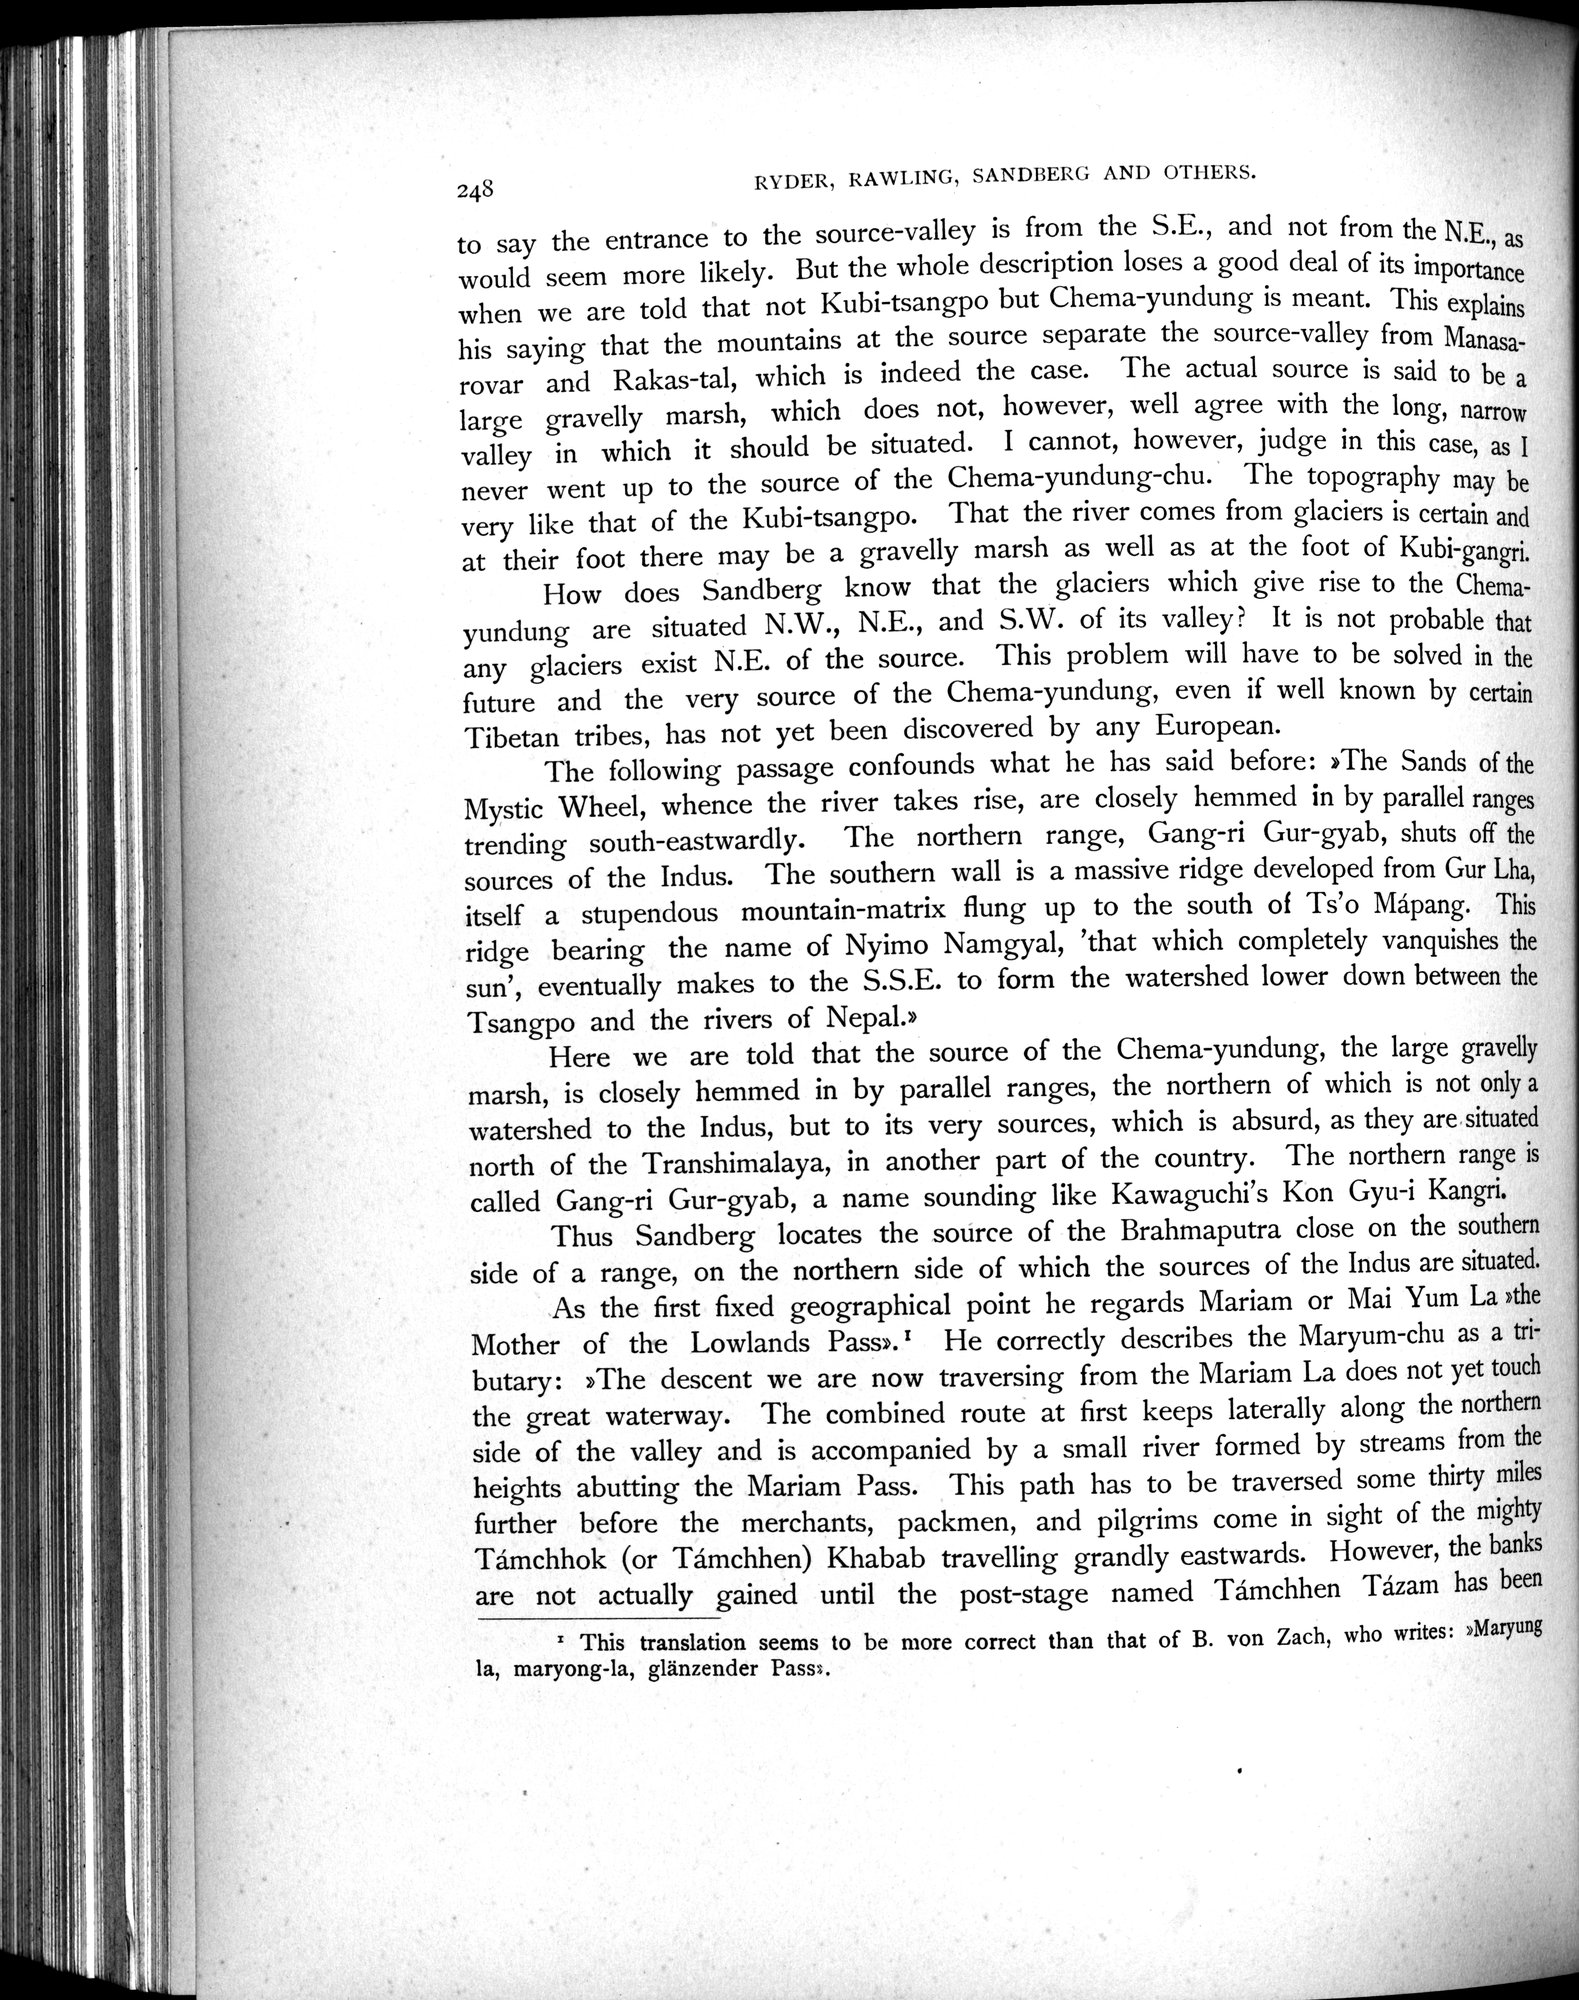 248
RYDER, RAWLING, SANDBERG AND OTHERS.
to say the entrance to the source-valley is from the S.E., and not from the N.E., as
would seem more likely. But the whole description loses a good deal of its importance
when we are told that not Kubi-tsangpo but Chema-yundung is meant. This explains
his saying that the mountains at the source separate the source-valley from Manasa-
rovar and Rakas-tal, which is indeed the case. The actual source is said to be a
large gravelly marsh, which does not, however, well agree with the long, narrow
valley in which it should be situated. I cannot, however, judge in this case, as I
never went up to the source of the Chema-yundung-chu. The topography may be
very like that of the Kubi-tsangpo. That the river comes from glaciers is certain and
at their foot there may be a gravelly marsh as well as at the foot of Kubi-gangri.
How does Sandberg know that the glaciers which give rise to the Chema-
yundung are situated N.W., N.E., and S.W. of its valley? It is not probable that
any glaciers exist N.E. of the source. This problem will have to be solved in the
future and the very source of the Chema-yundung, even if well known by certain
Tibetan tribes, has not yet been discovered by any European.
The following passage confounds what he has said before: »The Sands of the
Mystic Wheel, whence the river takes rise, are closely hemmed in by parallel ranges
trending south-eastwardly. The northern range, Gang-ri Gur-gyab, shuts off the
sources of the Indus. The southern wall is a massive ridge developed from Gur Lha,
itself a stupendous mountain-matrix flung up to the south of Ts'o Mápang. This
ridge bearing the name of Nyimo Namgyal, 'that which completely vanquishes the
sun', eventually makes to the S.S.E. to form the watershed lower down between the
Tsangpo and the rivers of Nepal.»
Here we are told that the source of the Chema-yundung, the large gravelly
marsh, is closely hemmed in by parallel ranges, the northern of which is not only a
watershed to the Indus, but to its very sources, which is absurd, as they are situated
north of the Transhimalaya, in another part of the country. The northern range is
called Gang-ri Gur-gyab, a name sounding like Kawaguchi's Kon Gyu-i Kangri.
Thus Sandberg locates the source of the Brahmaputra close on the southern
side of a range, on the northern side of which the sources of the Indus are situated.
As the first fixed geographical point he regards Mariam or Mai Yum La »the
Mother of the Lowlands Pass».¹ He correctly describes the Maryum-chu as a tri-
butary: »The descent we are now traversing from the Mariam La does not yet touch
the great waterway. The combined route at first keeps laterally along the northern
side of the valley and is accompanied by a small river formed by streams from the
heights abutting the Mariam Pass. This path has to be traversed some thirty miles
further before the merchants, packmen, and pilgrims come in sight of the mighty
Támchhok (or Támchhen) Khabab travelling grandly eastwards. However, the banks
are not actually gained until the post-stage named Támchhen Tázam has been
¹ This translation seems to be more correct than that of B. von Zach, who writes: »Maryung
la, maryong-la, glänzender Pass».